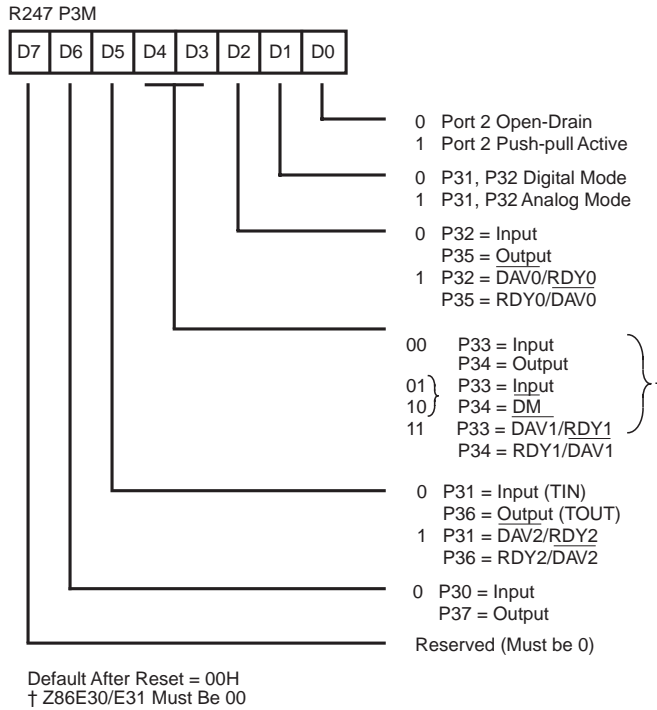 R247 P3M
D7 D6 D5 D4 D3 D2 D1 D0
0 Port 2 Open-Drain
1 Port 2 Push-pull Active
0 P31, P32 Digital Mode
1 P31, P32 Analog Mode
0 P32 = Input
P35 = Output
1 P32 = DAV0/RDY0
P35 = RDY0/DAV0
00 P33 = Input
P34 = Output
01 P33 = Input
10 P34 = DM
11 P33 = DAV1/RDY1
P34 = RDY1/DAV1
0 P31 = Input (TIN)
P36 = Output (TOUT)
1 P31 = DAV2/RDY2
P36 = RDY2/DAV2
0 P30 = Input
P37 = Output
Reserved (Must be 0)
Default After Reset = 00H
† Z86E30/E31 Must Be 00